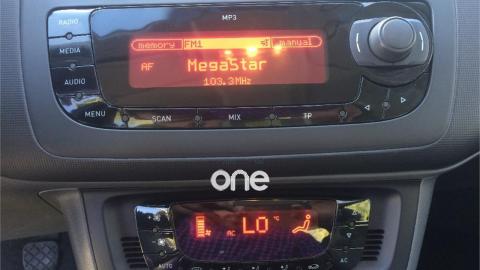 MP3
RADIO
MEDIA
AUDIO
MENU
memory FM1 manual
AF MegaStar
103.3MHz
SCAN MIX TP
one
AC LO °C
AUTO
AC